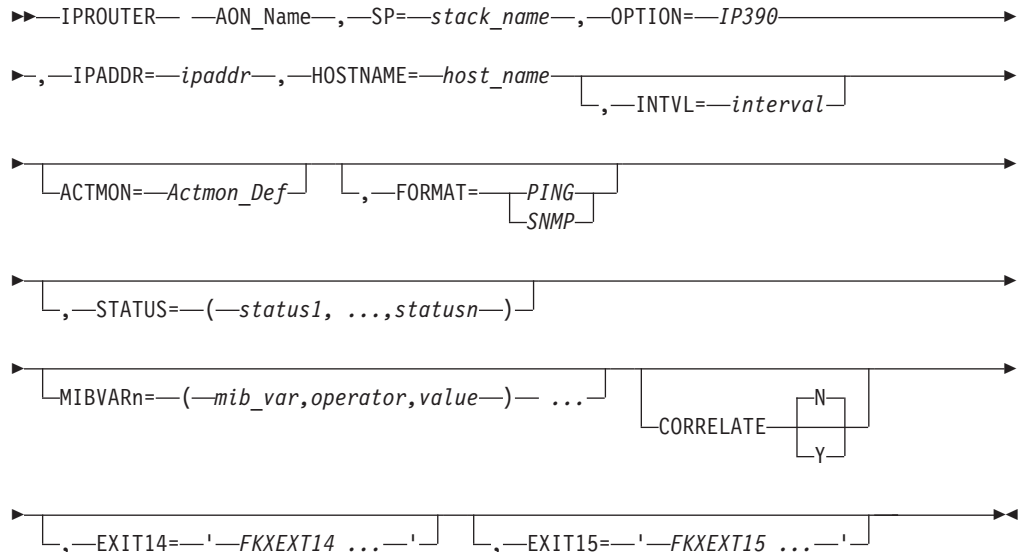 IPROUTER AON_Name , SP= stack_name , OPTION= IP390
, IPADDR= ipaddr , HOSTNAME= host_name
, INTVL= interval
ACTMON= Actmon_Def , FORMAT= PING
SNMP
, STATUS= ( status1, ...,statusn )
MIBVARn= ( mib_var,operator,value ) ... N
CORRELATE
Y
, EXIT14= ' FKXEXT14 ... ' , EXIT15= ' FKXEXT15 ... '